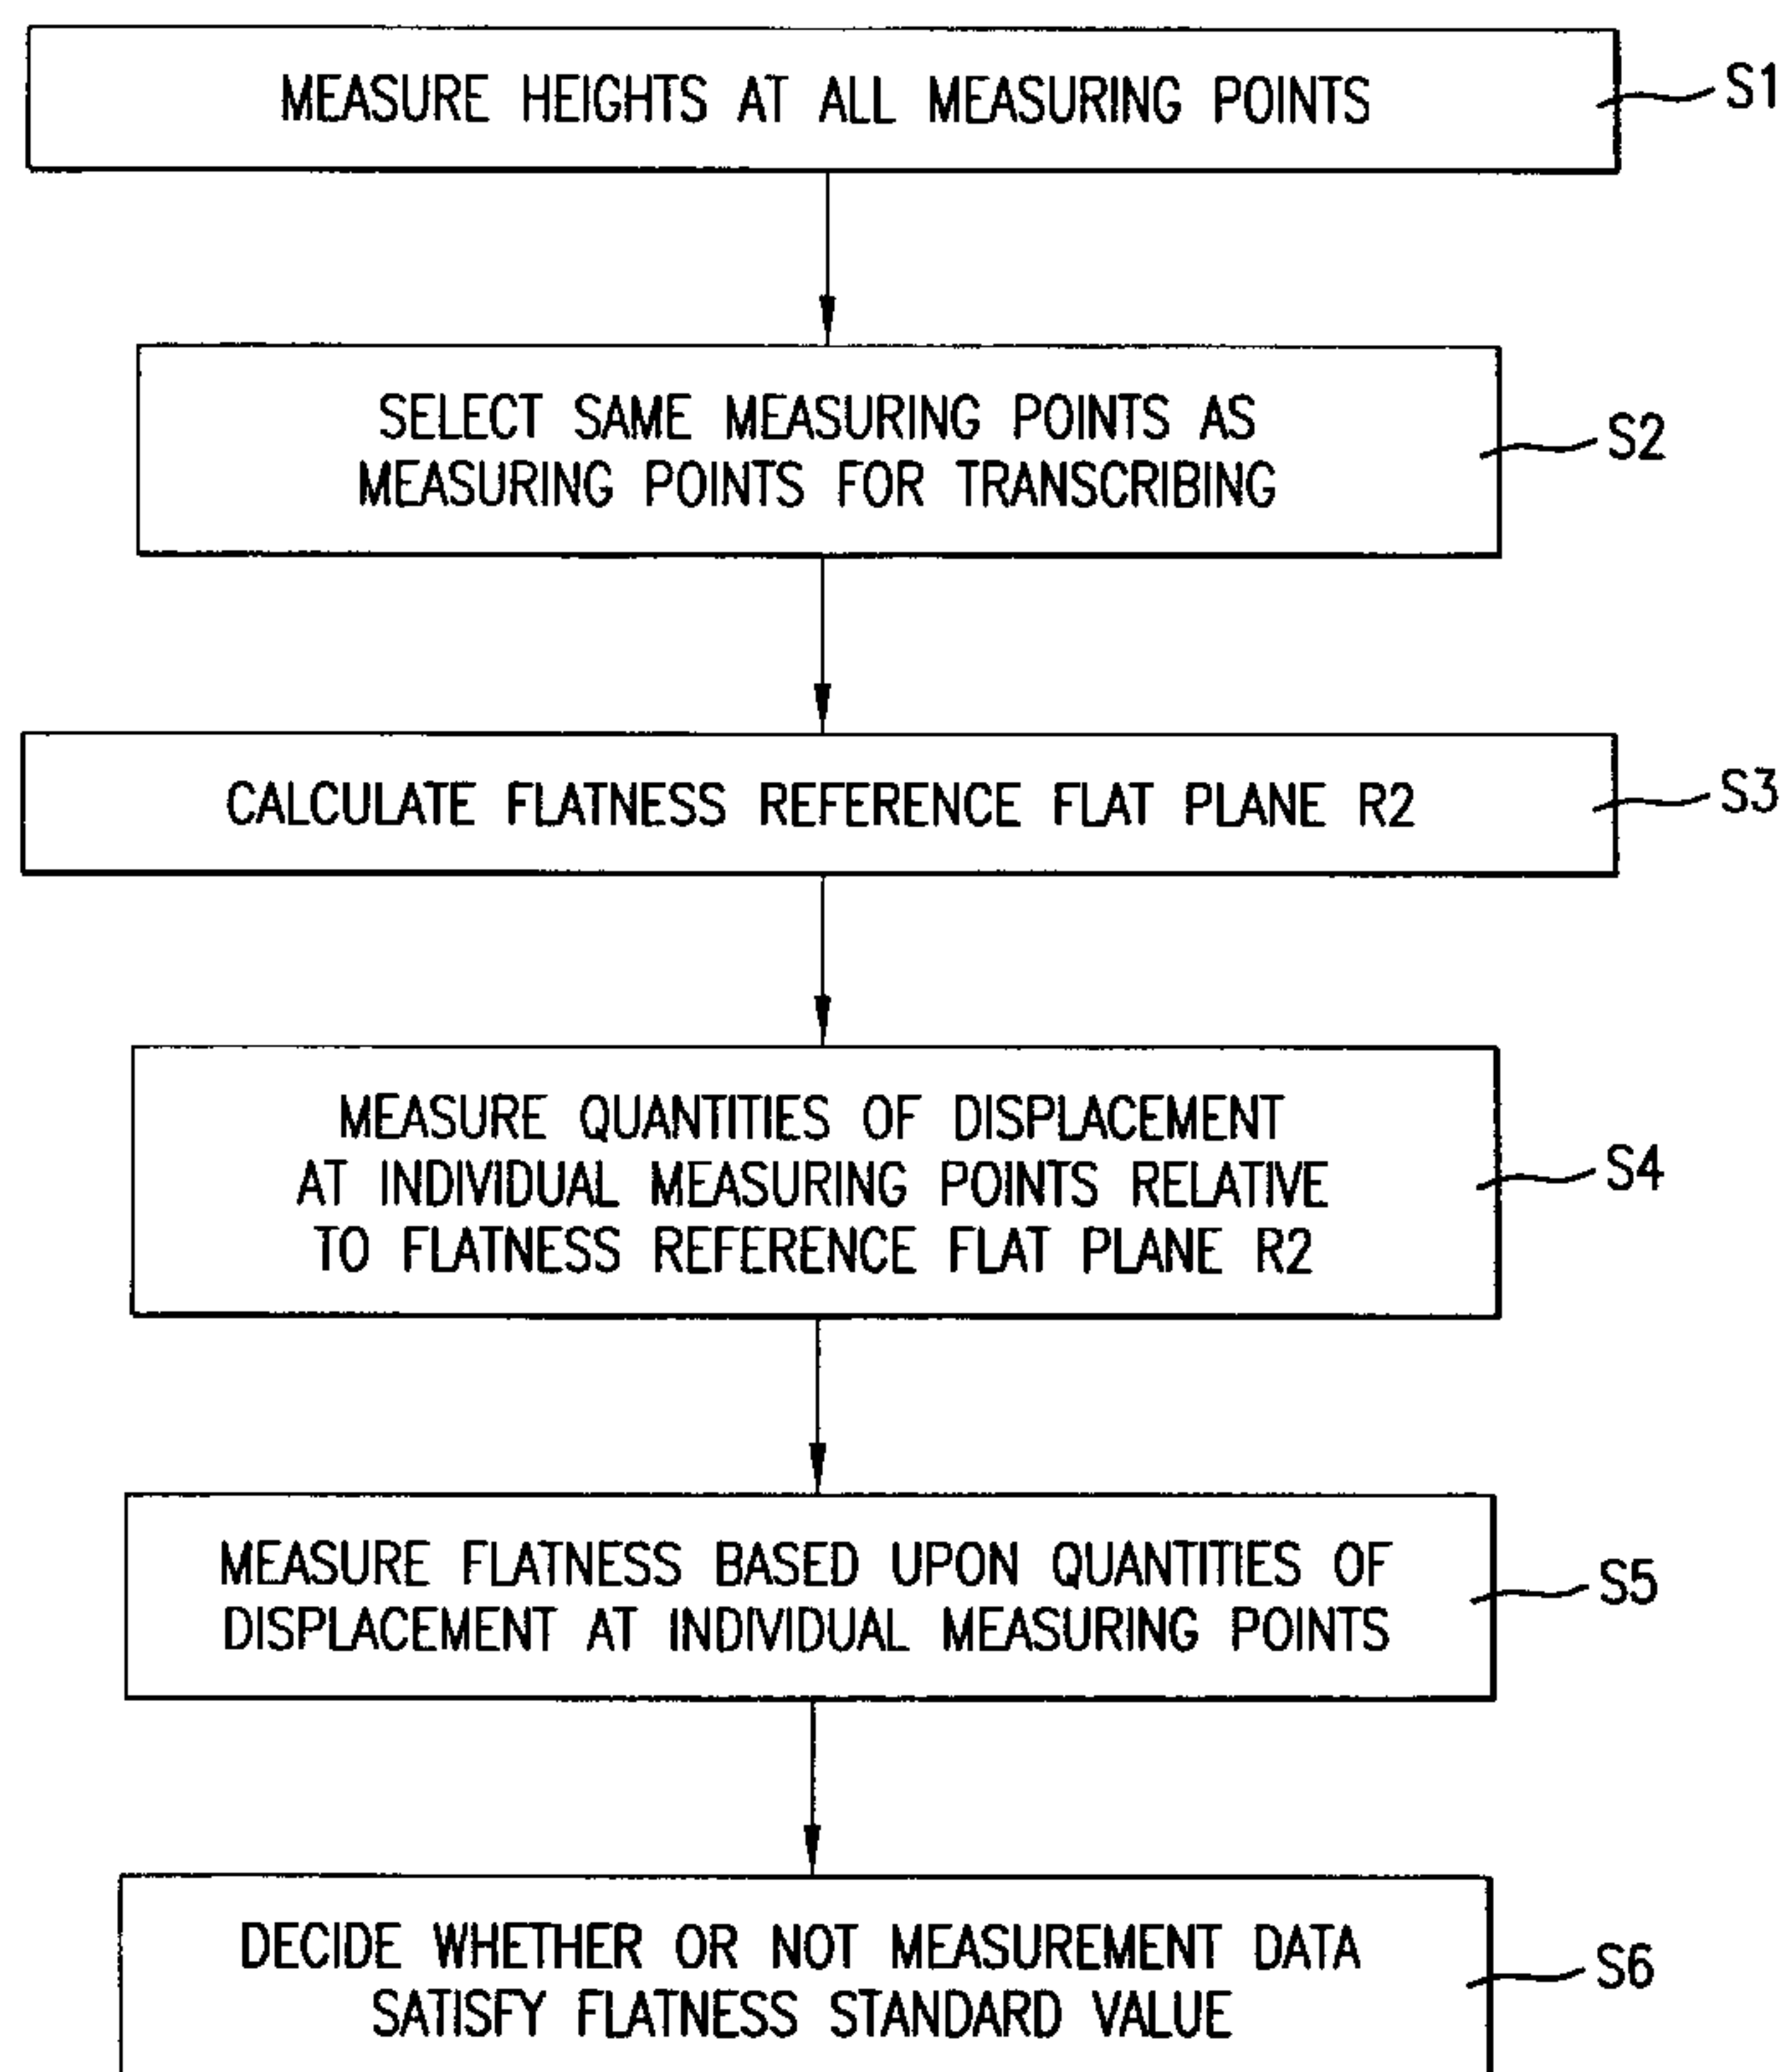 MEASURE HEIGHTS AT ALL MEASURING POINTS
S1
SELECT SAME MEASURING POINTS AS
MEASURING POINTS FOR TRANSCRIBING
S2
CALCULATE FLATNESS REFERENCE FLAT PLANE R2
S3
MEASURE QUANTITIES OF DISPLACEMENT
AT INDIVIDUAL MEASURING POINTS RELATIVE
TO FLATNESS REFERENCE FLAT PLANE R2
S4
MEASURE FLATNESS BASED UPON QUANTITIES OF
DISPLACEMENT AT INDIVIDUAL MEASURING POINTS
S5
DECIDE WHETHER OR NOT MEASUREMENT DATA
SATISFY FLATNESS STANDARD VALUE
S6